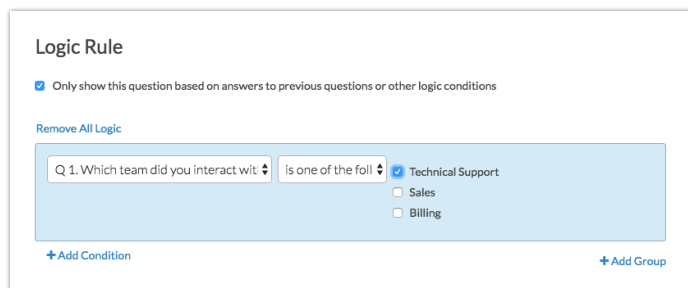 Logic Rule
Only show this question based on answers to previous questions or other logic conditions
Remove All Logic
Q 1. Which team did you interact wit is one of the foll Technical Support
Sales
Billing
+Add Condition
+Add Group